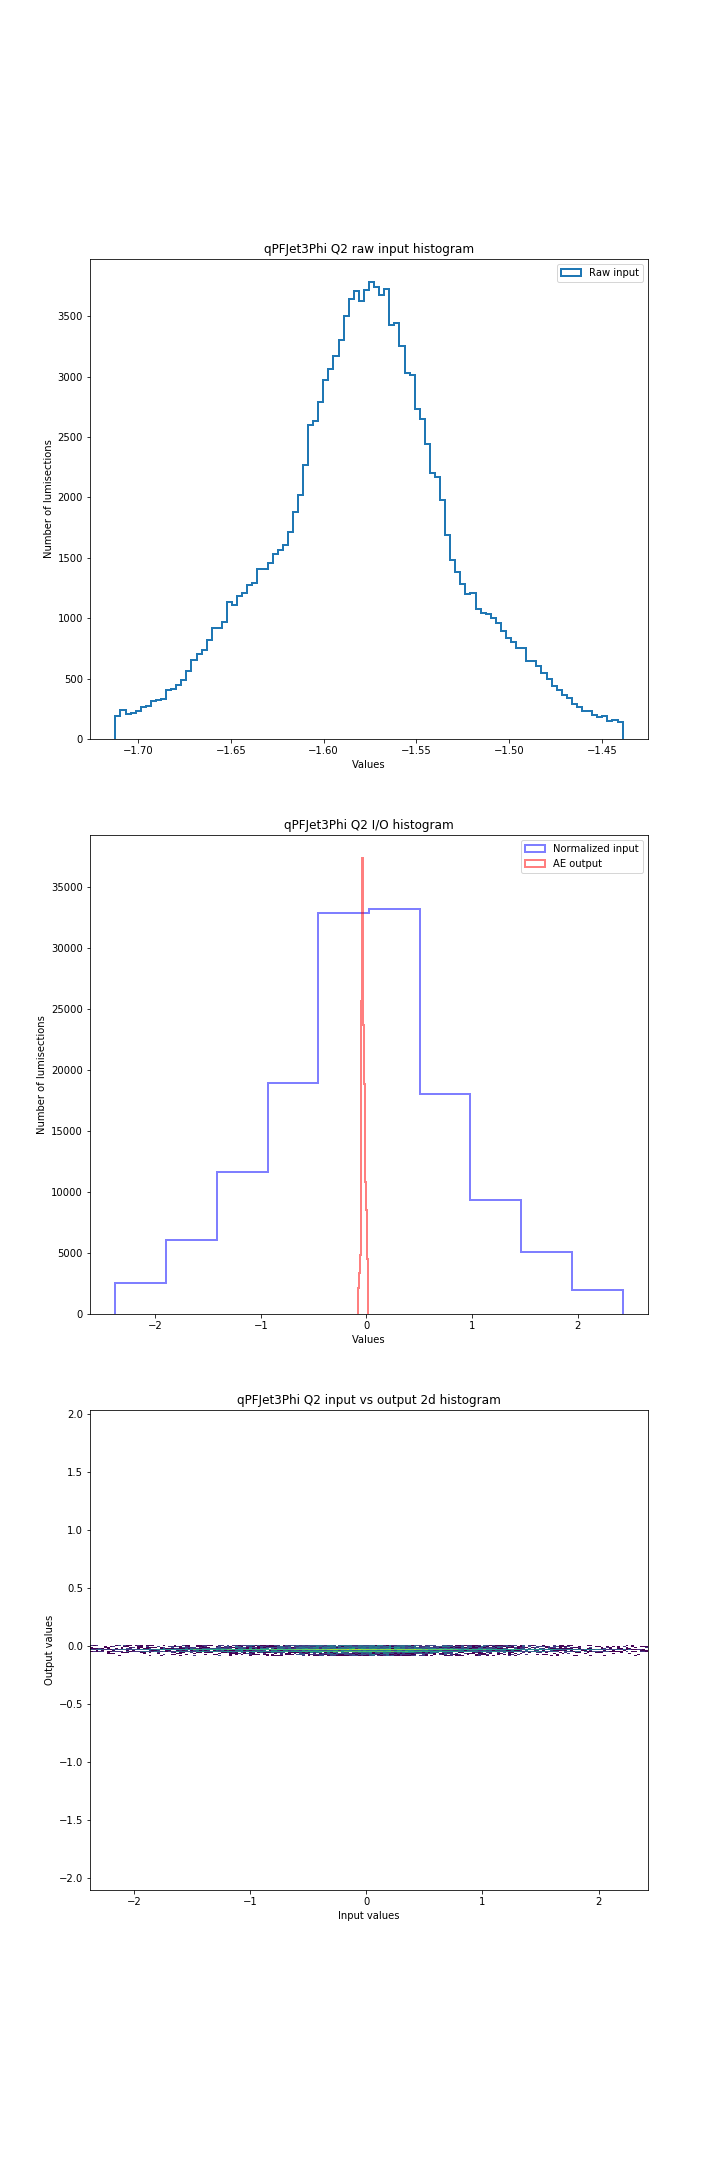 qPFJet3Phi Q2 raw input histogram
Raw input
3500
3000
2500
2000
1500
1000
500
0
Number of lumisections
−1.70 −1.65 −1.60 −1.55 −1.50 −1.45
Values
qPFJet3Phi Q2 I/O histogram
Normalized input
AE output
35000
30000
25000
20000
15000
10000
5000
0
Number of lumisections
−2 −1 0 1 2
Values
qPFJet3Phi Q2 input vs output 2d histogram
2.0
1.5
1.0
0.5
0.0
−0.5
−1.0
−1.5
−2.0
Output values
−2 −1 0 1 2
Input values